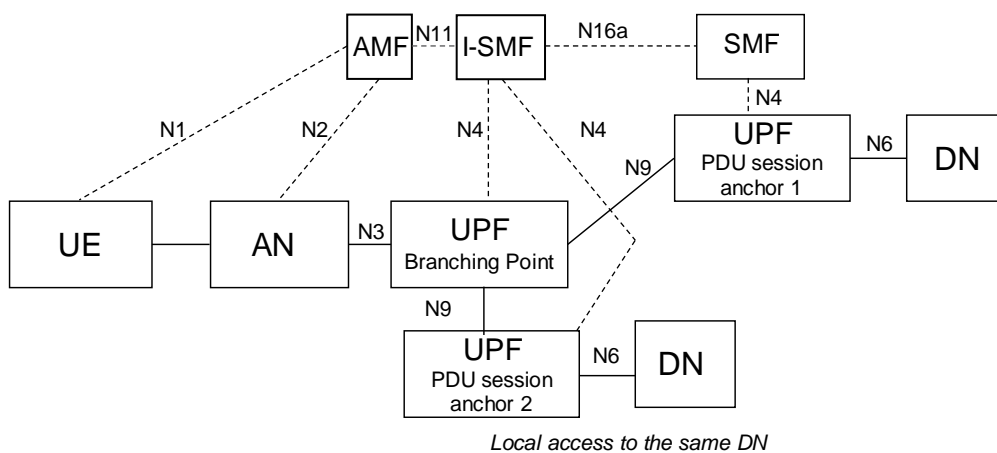 N11
N16a
AMF
I-SMF
SMF
N1
N2
N4
N4
N4
UPF
PDU session
anchor 1
N6
DN
N9
UE
AN
N3
UPF
Branching Point
N9
UPF
PDU session
anchor 2
N6
DN
Local access to the same DN